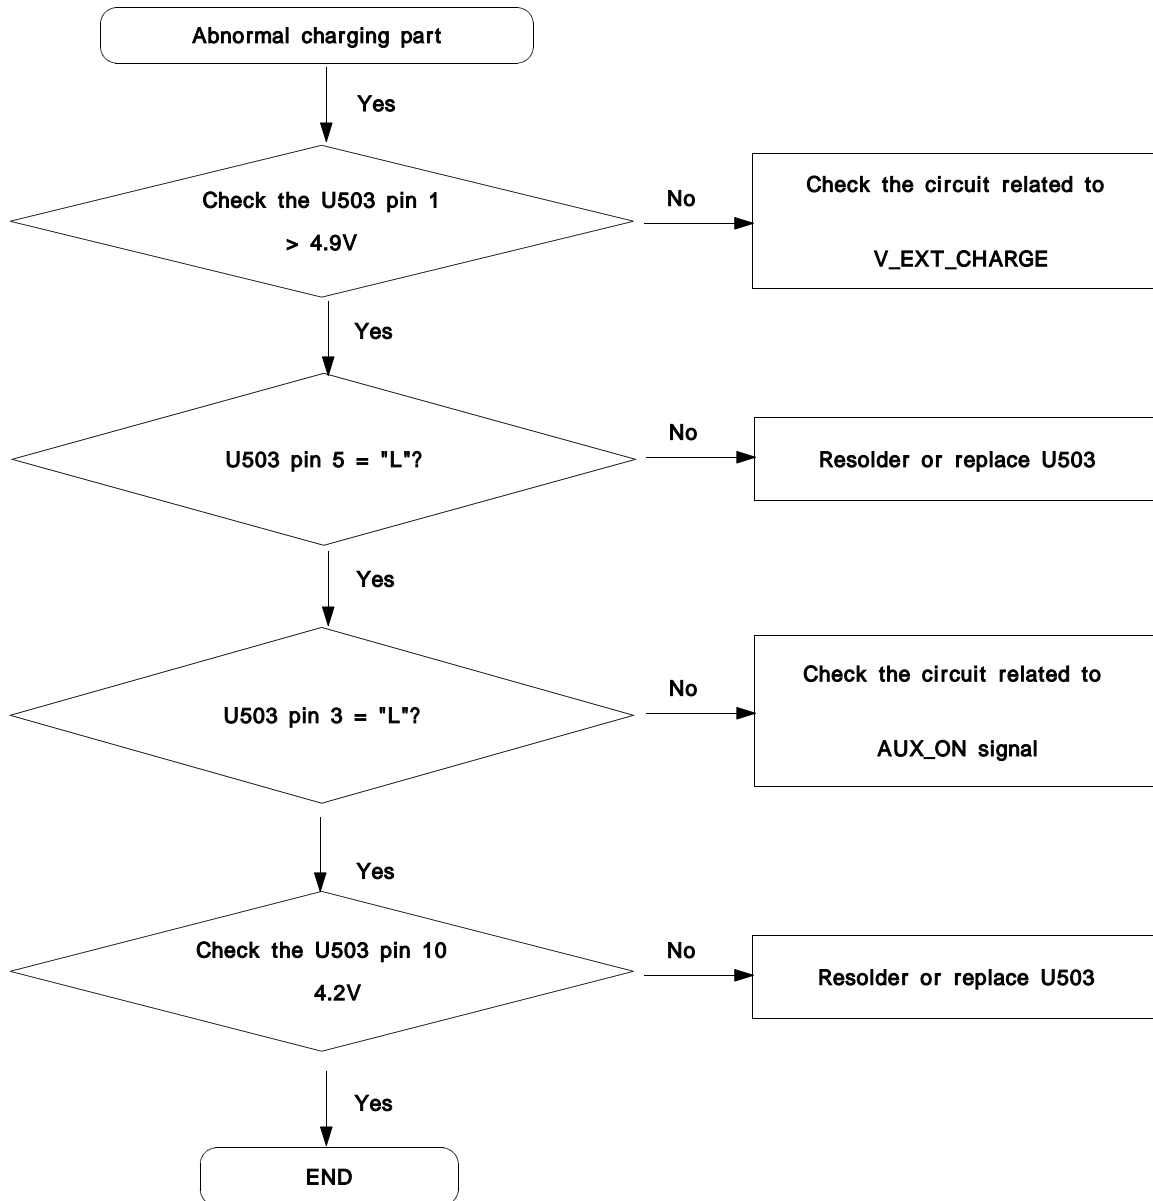 Abnormal charging part
Yes
Check the U503 pin 1
> 4.9V
No
Check the circuit related to
V_EXT_CHARGE
Yes
U503 pin 5 = "L"?
No
Resolder or replace U503
Yes
U503 pin 3 = "L"?
No
Check the circuit related to
AUX_ON signal
Yes
Check the U503 pin 10
4.2V
No
Resolder or replace U503
Yes
END